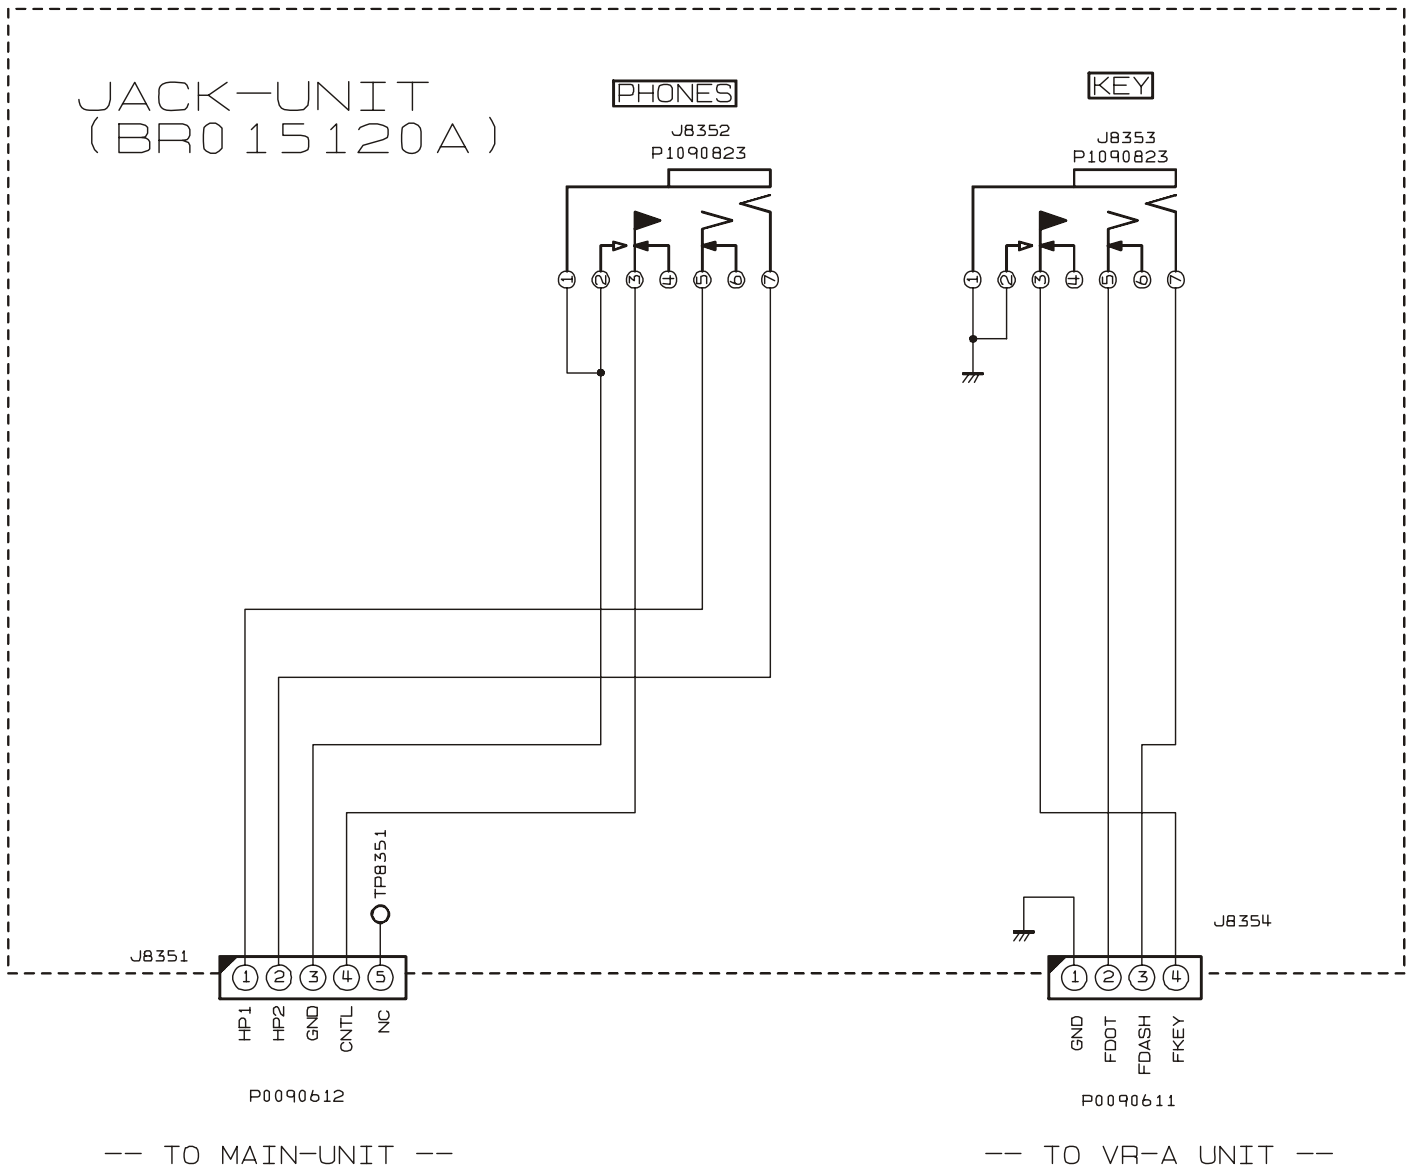 JACK-UNIT
(BR015120A)
PHONES
J8352
P1090823
1 2 3 4 5 6 7
KEY
J8353
P1090823
1 2 3 4 5 6 7
TP8351
J8351
1 2 3 4 5
HP1
HP2
GND
CNTL
NC
P0090612
-- TO MAIN-UNIT --
J8354
1 2 3 4
GND
FDOT
FDASH
FKEY
P0090611
-- TO VR-A UNIT --